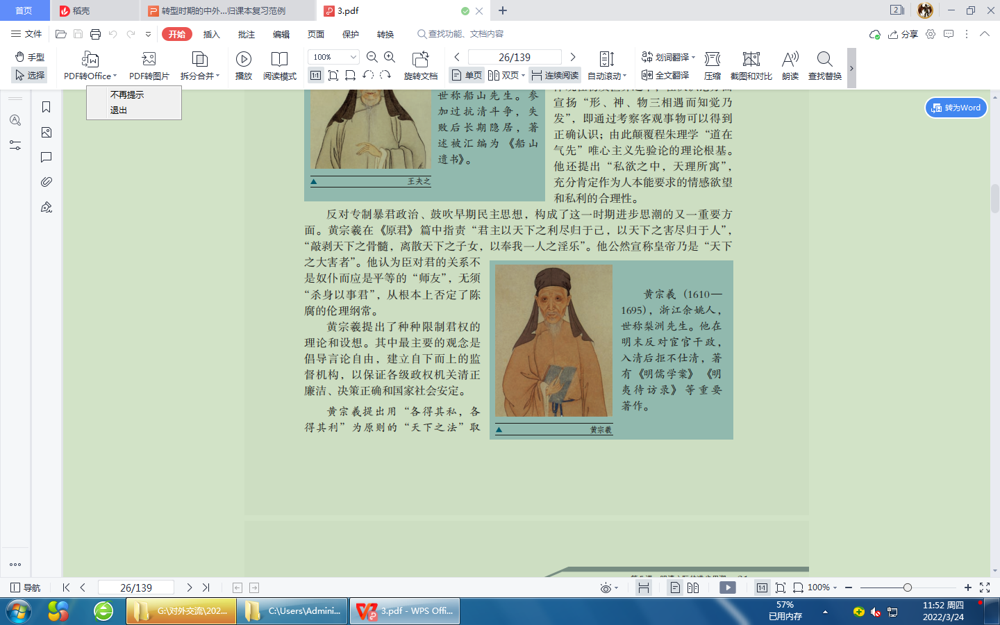 首页
稻壳
转型时期的中外...归课本复习范例
3.pdf
2
文件
开始
插入
批注
编辑
页面
保护
转换
查找功能、文档内容
分享
手型
选择
PDF转Office
PDF转图片
拆分合并
播放
阅读模式
100%
旋转文档
26/139
单页
双页
连续阅读
自动滚动
划词翻译
全文翻译
压缩
截图和对比
朗读
查找替换
不再提示
退出
转为Word
世称船山先生。参
加过抗清斗争，失
败后长期隐居，著
述被汇编为《船山
遗书》。
王夫之
宣扬“形、神、物三相遇而知觉乃
发”，即通过考察客观事物可以得到
正确认识；由此颠覆程朱理学“道在
气先”唯心主义先验论的理论根基。
他还提出“私欲之中，天理所寓”，
充分肯定作为人本能要求的情感欲望
和私利的合理性。
反对专制暴君政治、鼓吹早期民主思想，构成了这一时期进步思潮的又一重要方
面。黄宗羲在《原君》篇中指责“君主以天下之利尽归于己，以天下之害尽归于人”，
“敲剥天下之骨髓，离散天下之子女，以奉我一人之淫乐”。他公然宣称皇帝乃是“天下
之大害者”。他认为臣对君的关系不
是奴仆而应是平等的“师友”，无须
“杀身以事君”，从根本上否定了陈
腐的伦理纲常。
黄宗羲提出了种种限制君权的
理论和设想。其中最主要的观念是
倡导言论自由，建立自下而上的监
督机构，以保证各级政权机关清正
廉洁、决策正确和国家社会安定。
黄宗羲提出用“各得其私，各
得其利”为原则的“天下之法”取
黄宗羲（1610—
1695），浙江余姚人，
世称梨洲先生。他在
明末反对宦官干政，
入清后拒不仕清，著
有《明儒学案》《明
夷待访录》等重要
著作。
黄宗羲
导航
26/139
100%
G:\对外交流\202...
C:\Users\Admini...
3.pdf - WPS Offi...
57%
已用内存
11:52 周四
2022/3/24